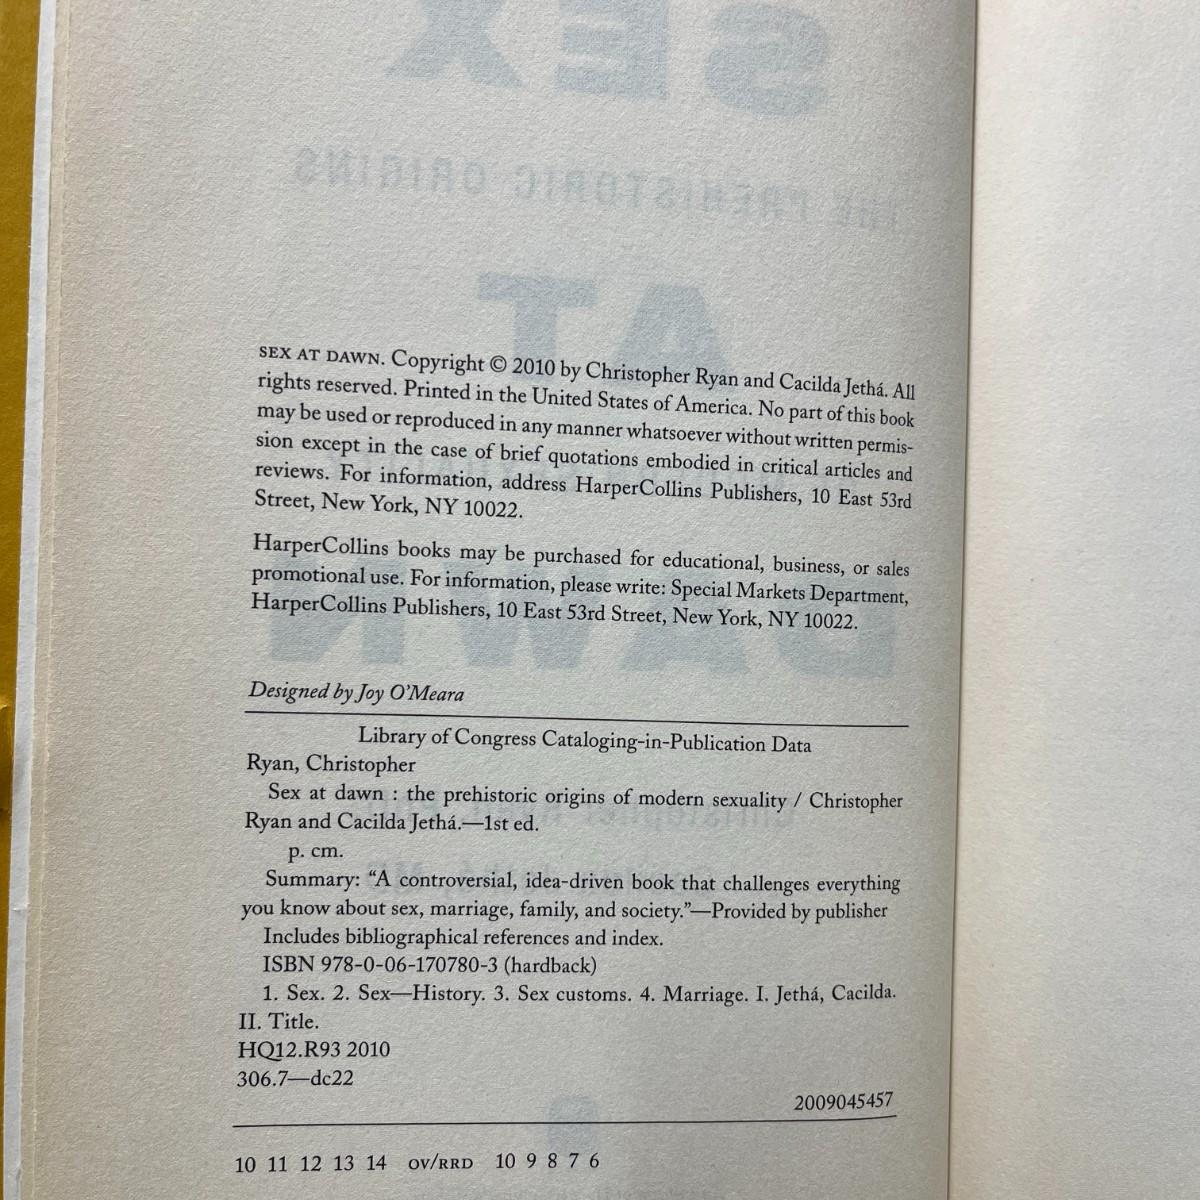 SEX AT DAWN. Copyright © 2010 by Christopher Ryan and Cacilda Jethá. All
rights reserved. Printed in the United States of America. No part of this book
may be used or reproduced in any manner whatsoever without written permis-
sion except in the case of brief quotations embodied in critical articles and
reviews. For information, address HarperCollins Publishers, 10 East 53rd
Street, New York, NY 10022.
HarperCollins books may be purchased for educational, business, or sales
promotional use. For information, please write: Special Markets Department,
HarperCollins Publishers, 10 East 53rd Street, New York, NY 10022.
Designed by Joy O'Meara
Library of Congress Cataloging-in-Publication Data
Ryan, Christopher
Sex at dawn : the prehistoric origins of modern sexuality / Christopher
Ryan and Cacilda Jethá.—1st ed.
p. cm.
Summary: “A controversial, idea-driven book that challenges everything
you know about sex, marriage, family, and society.”—Provided by publisher
Includes bibliographical references and index.
ISBN 978-0-06-170780-3 (hardback)
1. Sex. 2. Sex—History. 3. Sex customs. 4. Marriage. I. Jethá, Cacilda.
II. Title.
HQ12.R93 2010
306.7—dc22
2009045457
10 11 12 13 14 OV/RRD 10 9 8 7 6